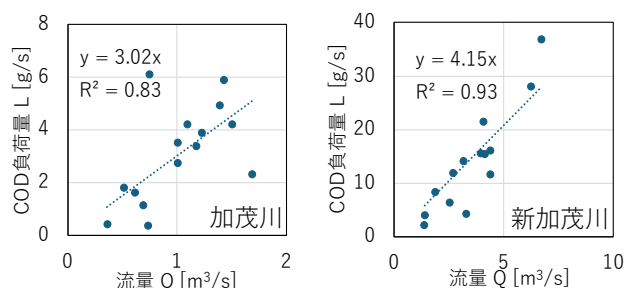 COD負荷量 L [g/s]
8
6
4
2
0
y = 3.02x
R² = 0.83
加茂川
0
1
2
流量 Q [m³/s]
COD負荷量 L [g/s]
40
30
20
10
0
y = 4.15x
R² = 0.93
新加茂川
0
5
10
流量 Q [m³/s]